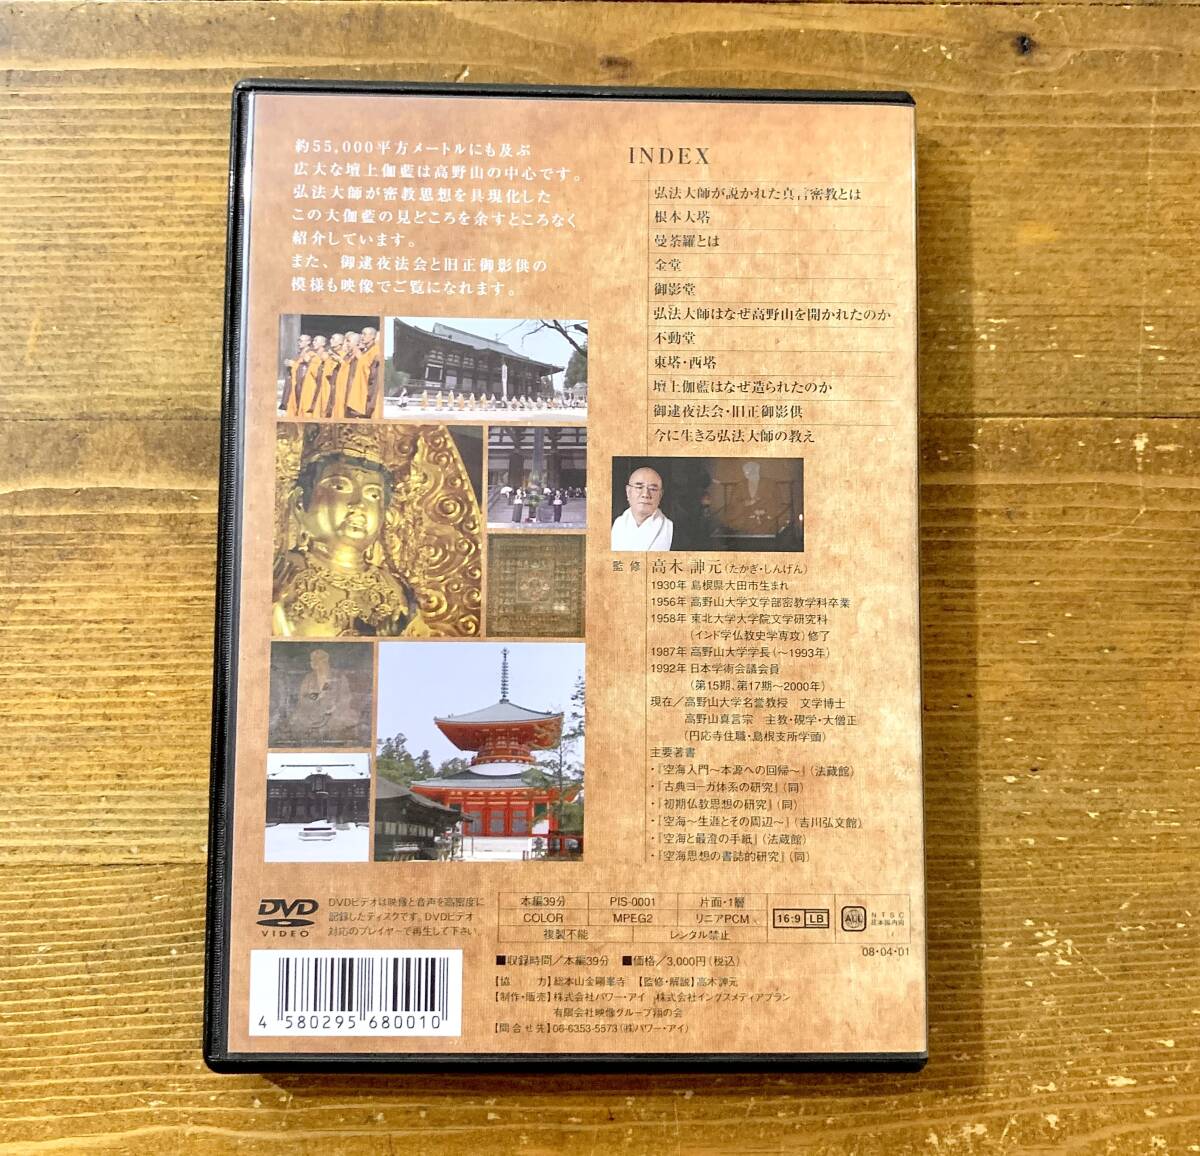 約55,000平方メートルにも及ぶ
広大な壇上伽藍は高野山の中心です。
弘法大師が密教思想を具現化した
この大伽藍の見どころを余すところなく
紹介しています。
また、御逮夜法会と旧正御影供の
模様も映像でご覧になれます。
INDEX
弘法大師が説かれた真言密教とは
根本大塔
曼荼羅とは
金堂
御影堂
弘法大師はなぜ高野山を開かれたのか
不動堂
東塔・西塔
壇上伽藍はなぜ造られたのか
御逮夜法会・旧正御影供
今に生きる弘法大師の教え
監修 高木訷元(たかぎ・しんげん)
1930年 島根県大田市生まれ
1956年 高野山大学文学部密教学科卒業
1958年 東北大学大学院文学研究科
(インド学仏教史学専攻)修了
1987年 高野山大学学長(〜1993年)
1992年 日本学術会議会員
(第15期、第17期〜2000年)
現在/高野山大学名誉教授 文学博士
高野山真言宗 主教・碩学・大僧正
(円応寺住職・島根支所学頭)
主要著書
・『空海入門〜本源への回帰〜』(法蔵館)
・『古典ヨーガ体系の研究』(同)
・『初期仏教思想の研究』(同)
・『空海〜生涯とその周辺〜』(吉川弘文館)
・『空海と最澄の手紙』(法蔵館)
・『空海思想の書誌的研究』(同)
DVD
VIDEO
DVDビデオは映像と音声を高密度に
記録したディスクです。DVDビデオ
対応のプレイヤーで再生して下さい。
本編39分 PIS-0001 片面・1層
COLOR MPEG2 リニアPCM 16:9 LB ALL NTSC 日本国内向
複製不能 レンタル禁止
08・04・01
■収録時間/本編39分 ■価格/3,000円(税込)
【協 力】総本山金剛峯寺 【監修・解説】高木訷元
【制作・販売】株式会社パワー・アイ 株式会社イングスメディアプラン
有限会社映像グループ翔の会
【問合せ先】06-6353-5573(㈱パワー・アイ)
4 580295 680010